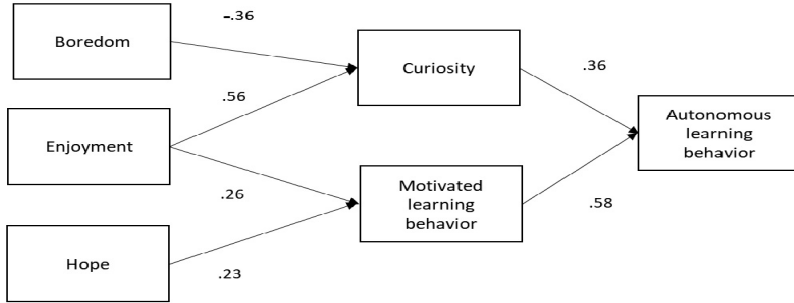 -.36
Boredom
Curiosity
.36
.56
Autonomous
learning
behavior
Enjoyment
Motivated
learning
behavior
.26
.58
Hope
.23